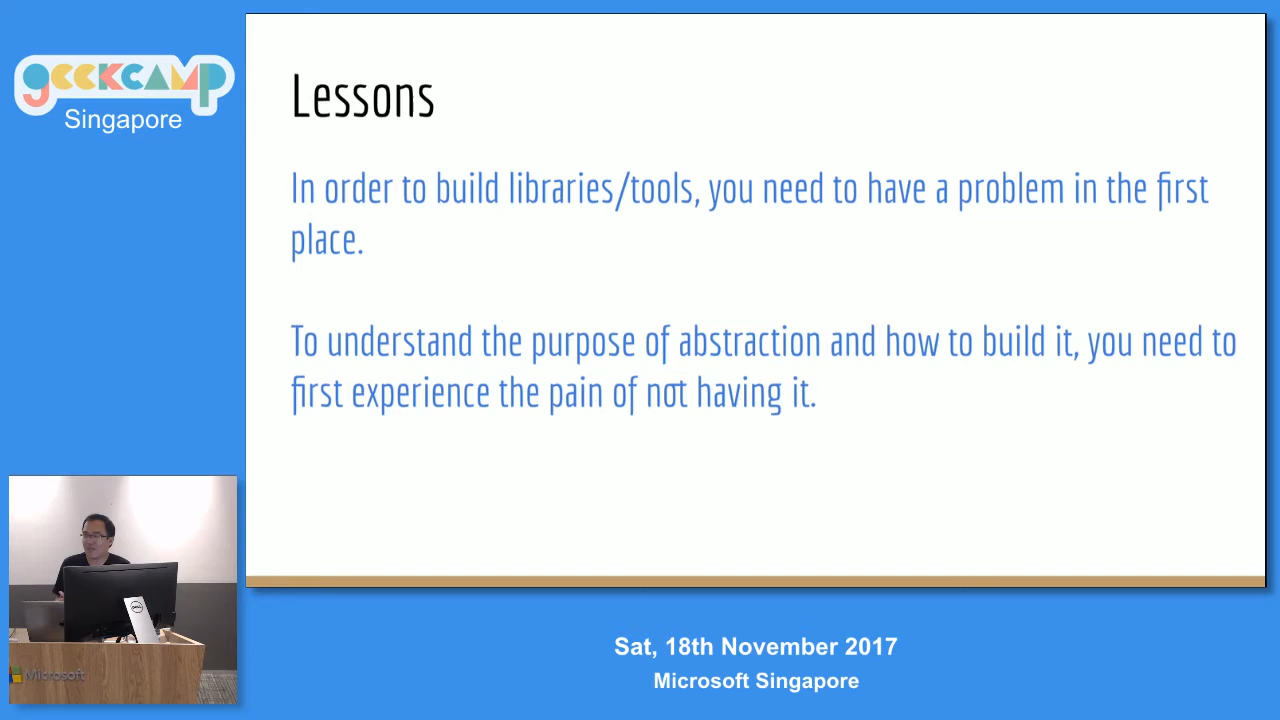 geekcamp
Singapore
Lessons
In order to build libraries/tools, you need to have a problem in the first
place.
To understand the purpose of abstraction and how to build it, you need to
first experience the pain of not having it.
DELL
Microsoft
Sat, 18th November 2017
Microsoft Singapore